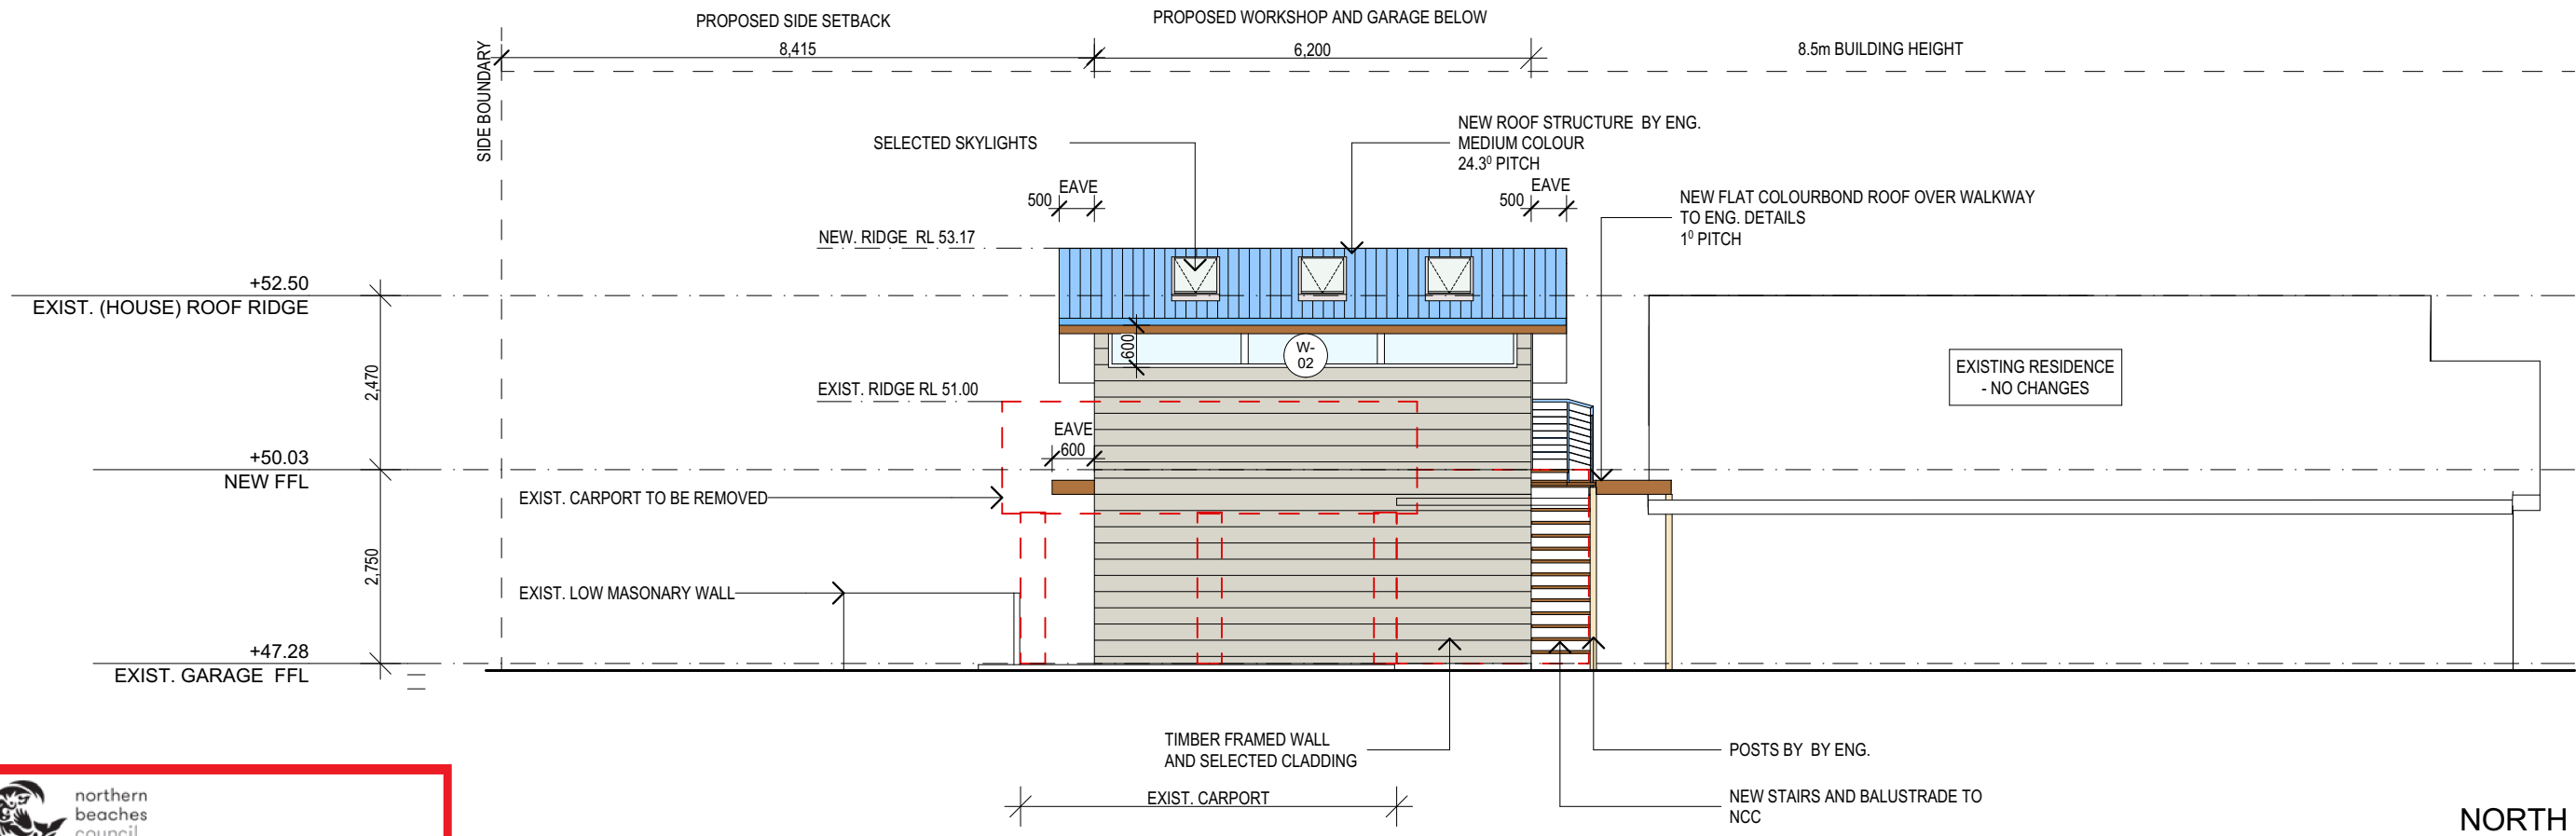 PROPOSED SIDE SETBACK
8,415
PROPOSED WORKSHOP AND GARAGE BELOW
6,200
8.5m BUILDING HEIGHT
SIDE BOUNDARY
SELECTED SKYLIGHTS
NEW ROOF STRUCTURE BY ENG.
MEDIUM COLOUR
24.3⁰ PITCH
EAVE
500
EAVE
500
NEW FLAT COLOURBOND ROOF OVER WALKWAY
TO ENG. DETAILS
1⁰ PITCH
NEW. RIDGE RL 53.17
+52.50
EXIST. (HOUSE) ROOF RIDGE
600
W-
02
EXISTING RESIDENCE
- NO CHANGES
2,470
EXIST. RIDGE RL 51.00
EAVE
600
+50.03
NEW FFL
EXIST. CARPORT TO BE REMOVED
2,750
EXIST. LOW MASONARY WALL
+47.28
EXIST. GARAGE FFL
TIMBER FRAMED WALL
AND SELECTED CLADDING
POSTS BY BY ENG.
EXIST. CARPORT
NEW STAIRS AND BALUSTRADE TO
NCC
northern
beaches
council
NORTH